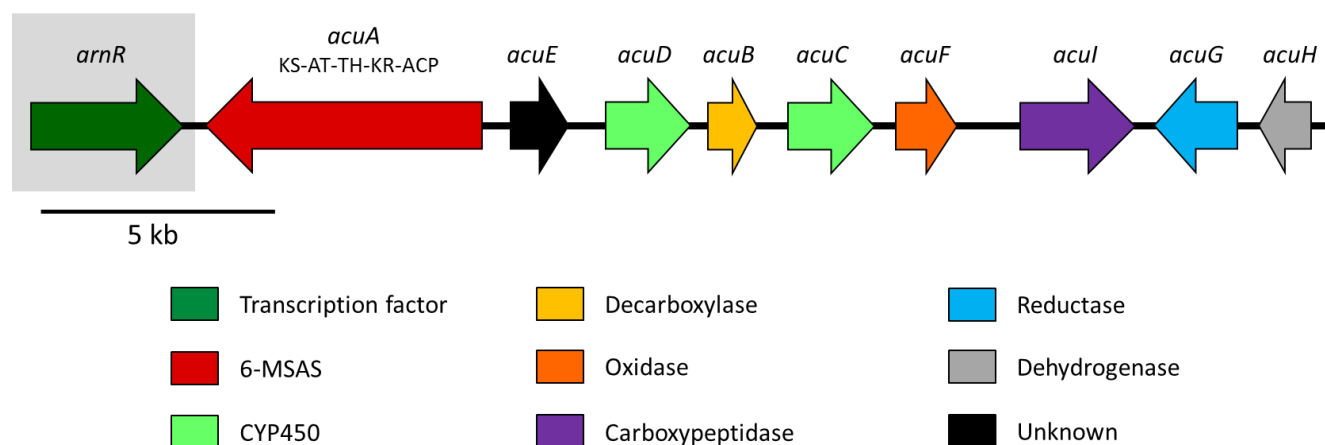 arnR
acuA
KS-AT-TH-KR-ACP
acuE
acuD
acuB
acuC
acuF
acuI
acuG
acuH
5 kb
Transcription factor
Decarboxylase
Reductase
6-MSAS
Oxidase
Dehydrogenase
CYP450
Carboxypeptidase
Unknown